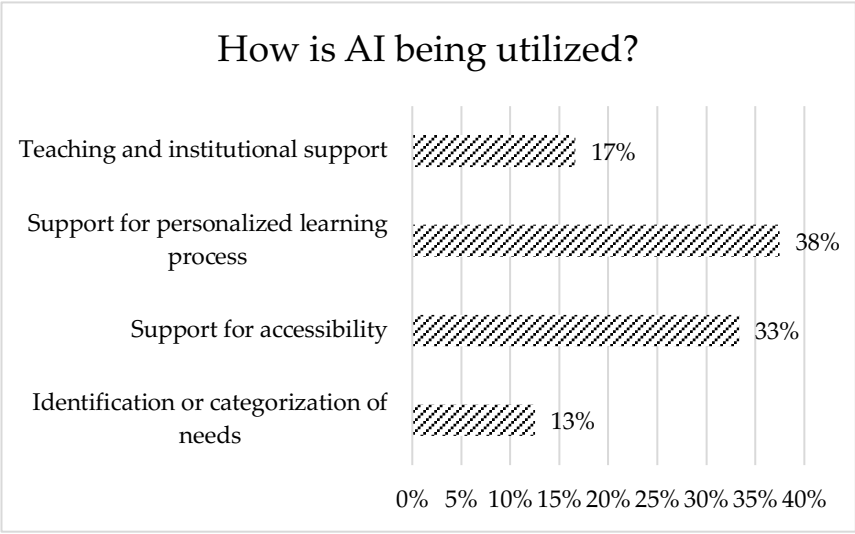 How is AI being utilized?
Teaching and institutional support
17%
Support for personalized learning
process
38%
Support for accessibility
33%
Identification or categorization of
needs
13%
0% 5% 10% 15% 20% 25% 30% 35% 40%